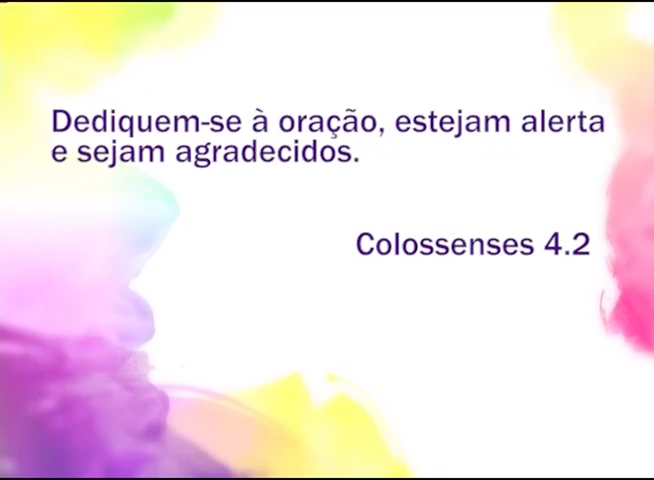 Dediquem-se à oração, estejam alerta
e sejam agradecidos.
Colossenses 4.2